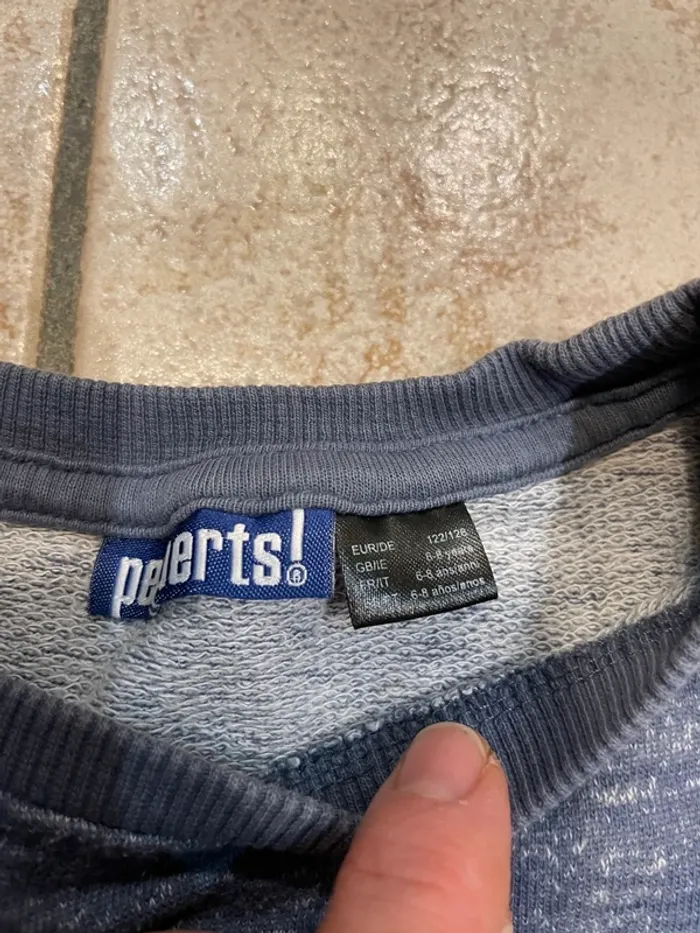 pepperts!
EUR/DE 122/128
GB/IE 6-8 years
FR/IT 6-8 ans/anni
6-8 años/anos